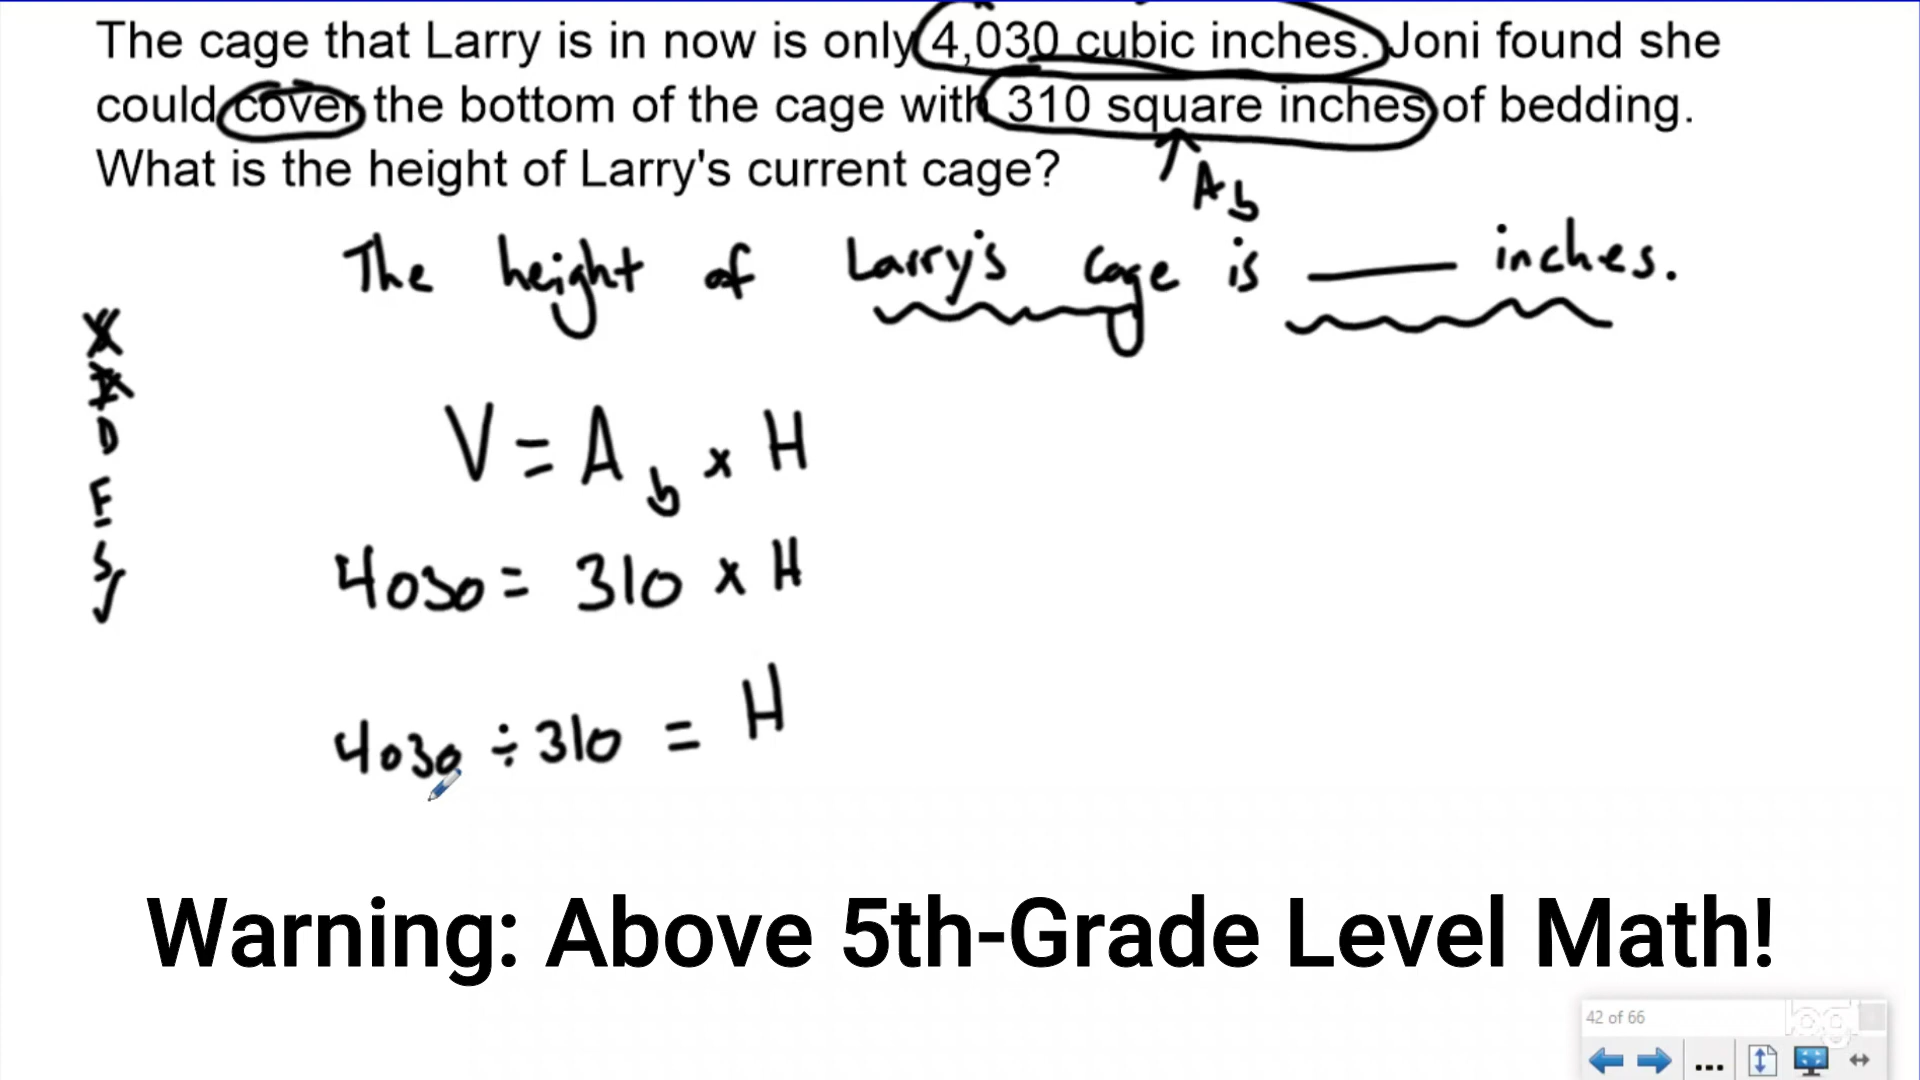 The cage that Larry is in now is only 4,030 cubic inches. Joni found she
could cover the bottom of the cage with 310 square inches of bedding.
What is the height of Larry's current cage?
Ab
The height of Larry's cage is ____ inches.
D
E
S
V = Ab x H
4030 = 310 x H
4030 ÷ 310 = H
Warning: Above 5th-Grade Level Math!
42 of 66
...